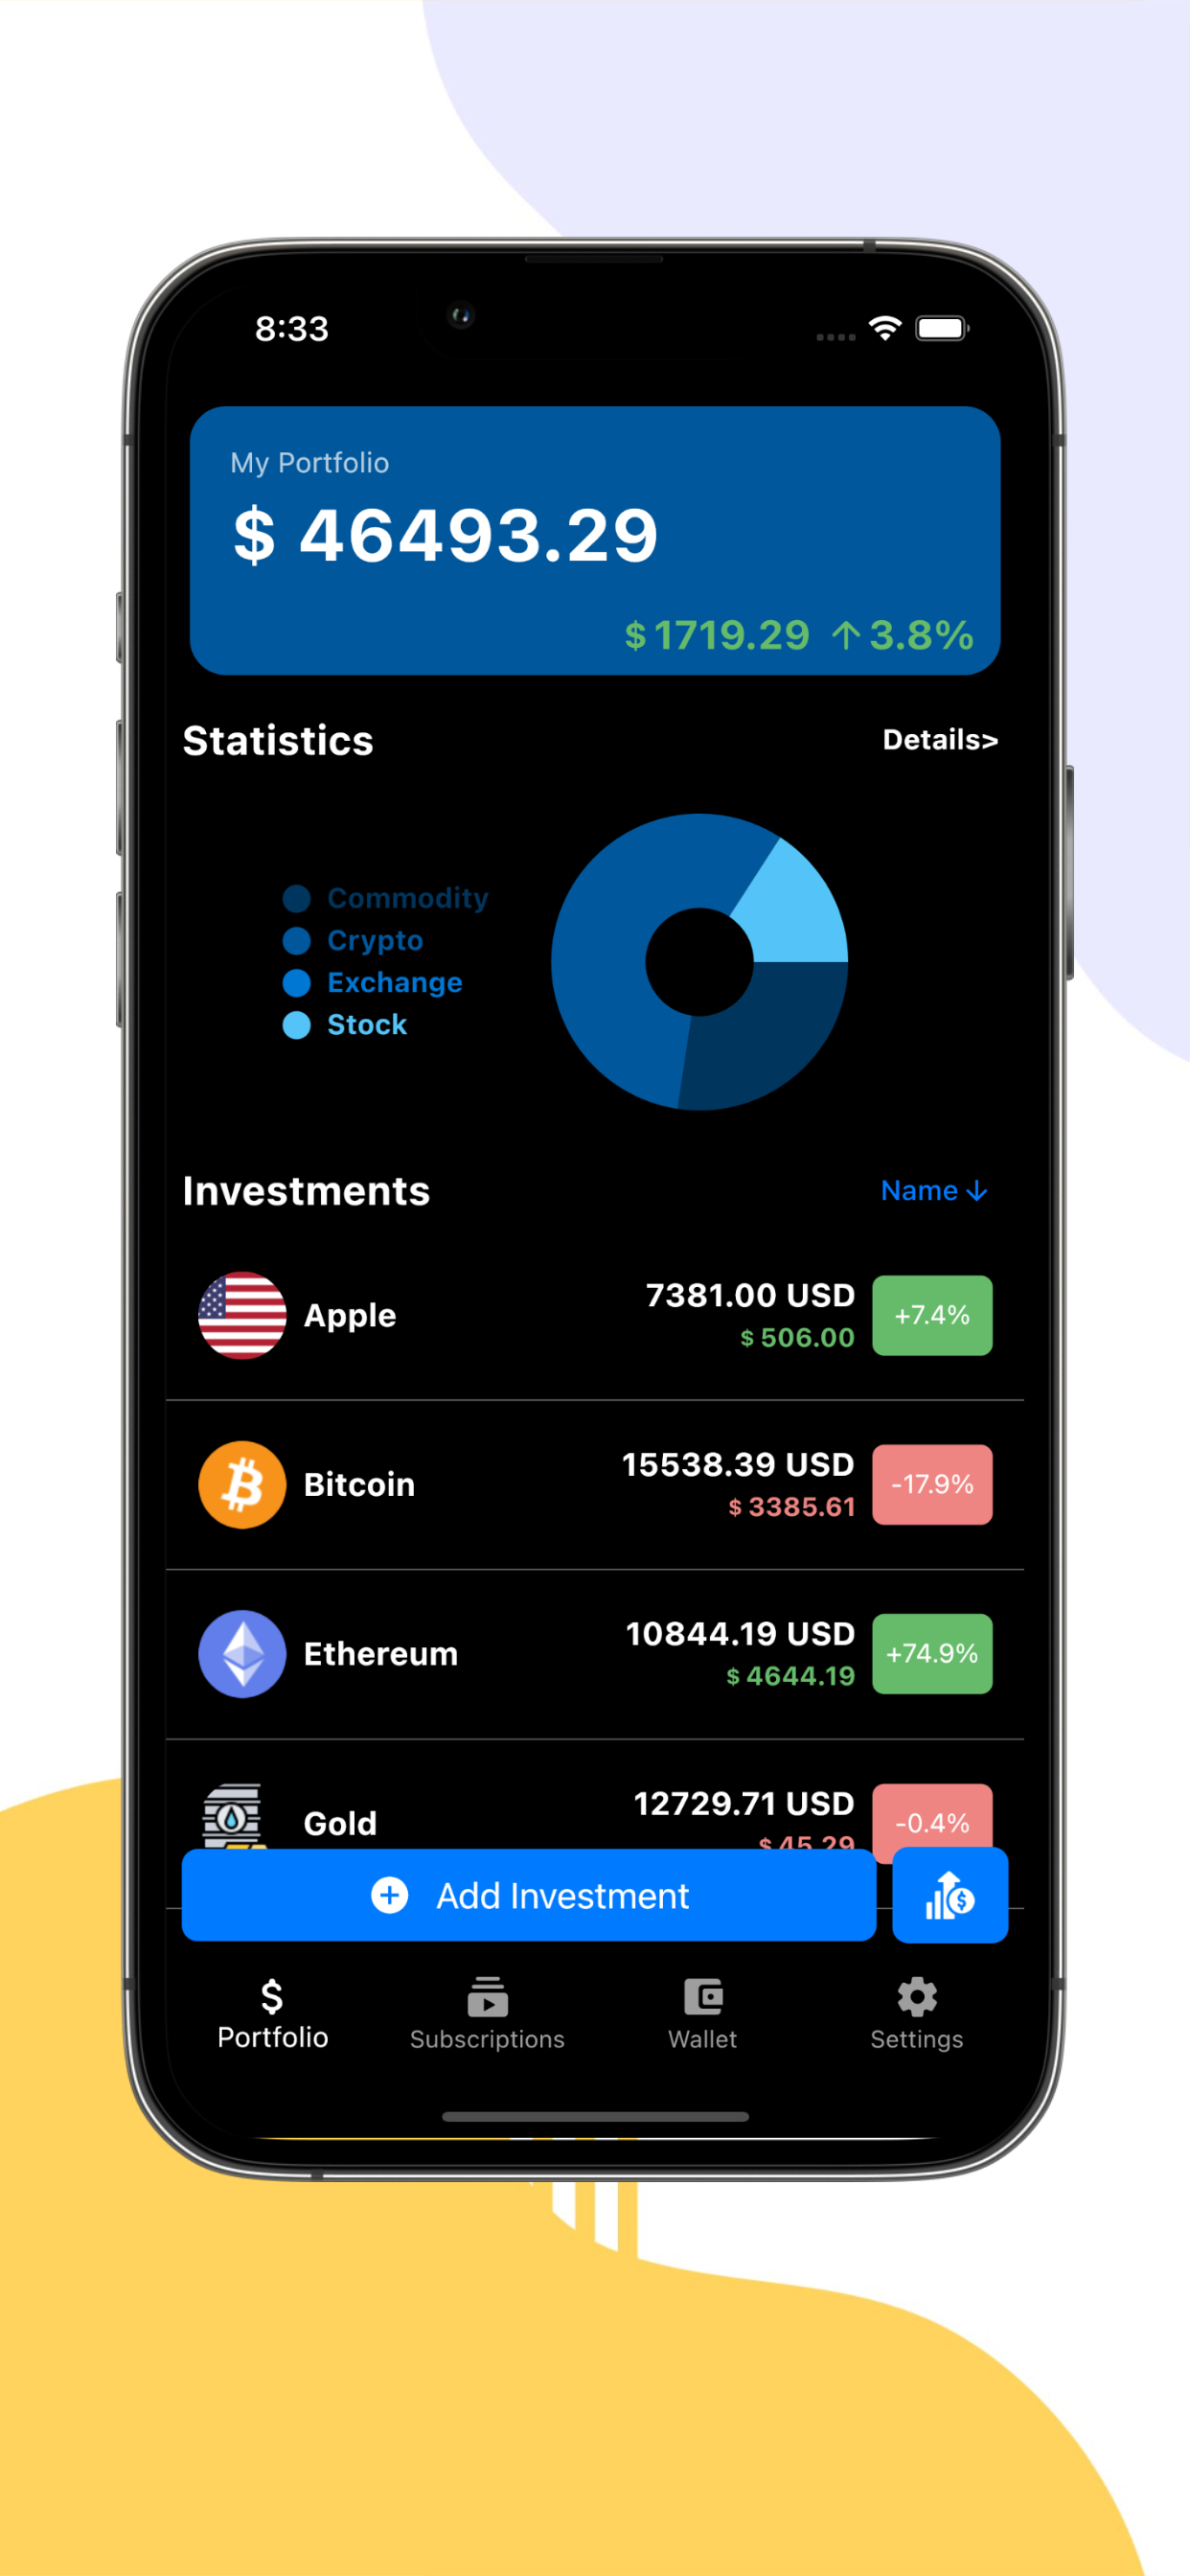 8:33
My Portfolio
$ 46493.29
$ 1719.29 ↑ 3.8%
Statistics
Details>
Commodity
Crypto
Exchange
Stock
Investments
Name ↓
Apple
7381.00 USD
$ 506.00
+7.4%
Bitcoin
15538.39 USD
$ 3385.61
-17.9%
Ethereum
10844.19 USD
$ 4644.19
+74.9%
Gold
12729.71 USD
$ 45.29
-0.4%
Add Investment
Portfolio
Subscriptions
Wallet
Settings